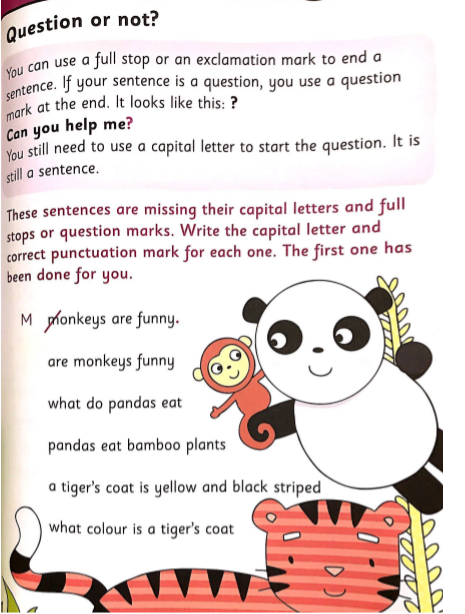 Question or not?
You can use a full stop or an exclamation mark to end a
sentence. If your sentence is a question, you use a question
mark at the end. It looks like this: ?
Can you help me?
You still need to use a capital letter to start the question. It is
still a sentence.
These sentences are missing their capital letters and full
stops or question marks. Write the capital letter and
correct punctuation mark for each one. The first one has
been done for you.
M monkeys are funny.
are monkeys funny
what do pandas eat
pandas eat bamboo plants
a tiger's coat is yellow and black striped
what colour is a tiger's coat